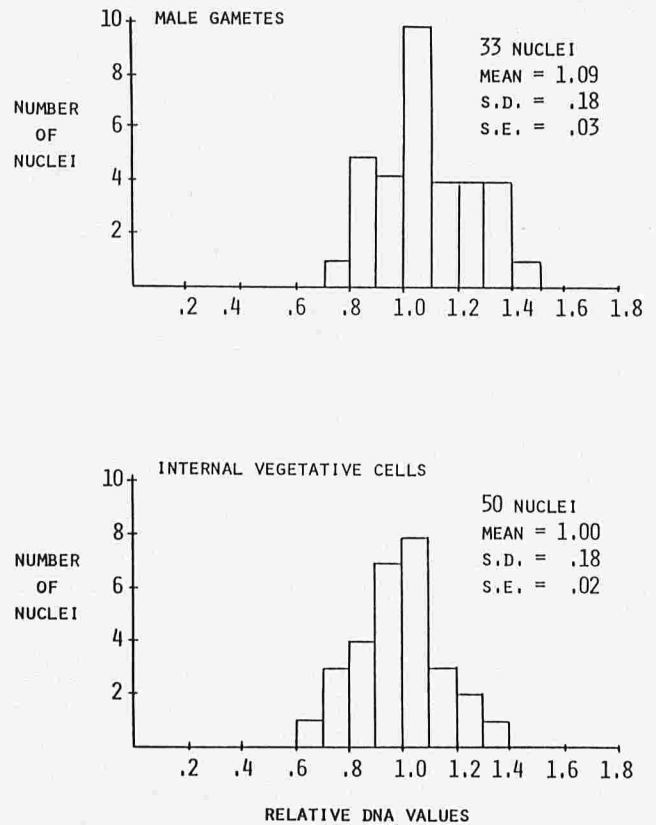 MALE GAMETES
10
8
6
4
2
NUMBER
OF
NUCLEI
33 NUCLEI
MEAN = 1.09
S.D. = .18
S.E. = .03
.2 .4 .6 .8 1.0 1.2 1.4 1.6 1.8
INTERNAL VEGETATIVE CELLS
10
8
6
4
2
NUMBER
OF
NUCLEI
50 NUCLEI
MEAN = 1.00
S.D. = .18
S.E. = .02
.2 .4 .6 .8 1.0 1.2 1.4 1.6 1.8
RELATIVE DNA VALUES